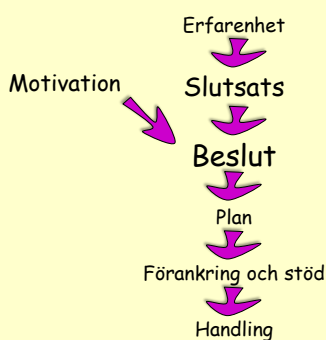 Erfarenhet
Motivation
Slutsats
Beslut
Plan
Förankring och stöd
Handling